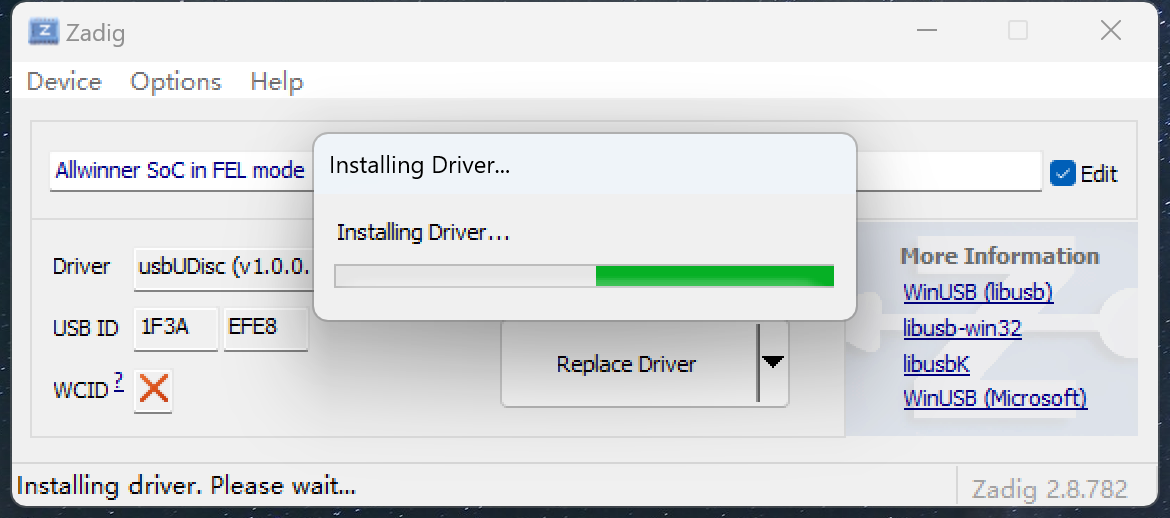 Zadig
Device Options Help
Installing Driver...
Allwinner SoC in FEL mode
Edit
Installing Driver...
Driver usbUDisc (v1.0.0.
More Information
WinUSB (libusb)
USB ID 1F3A EFE8
libusb-win32
Replace Driver
libusbK
WCID ?
WinUSB (Microsoft)
Installing driver. Please wait...
Zadig 2.8.782